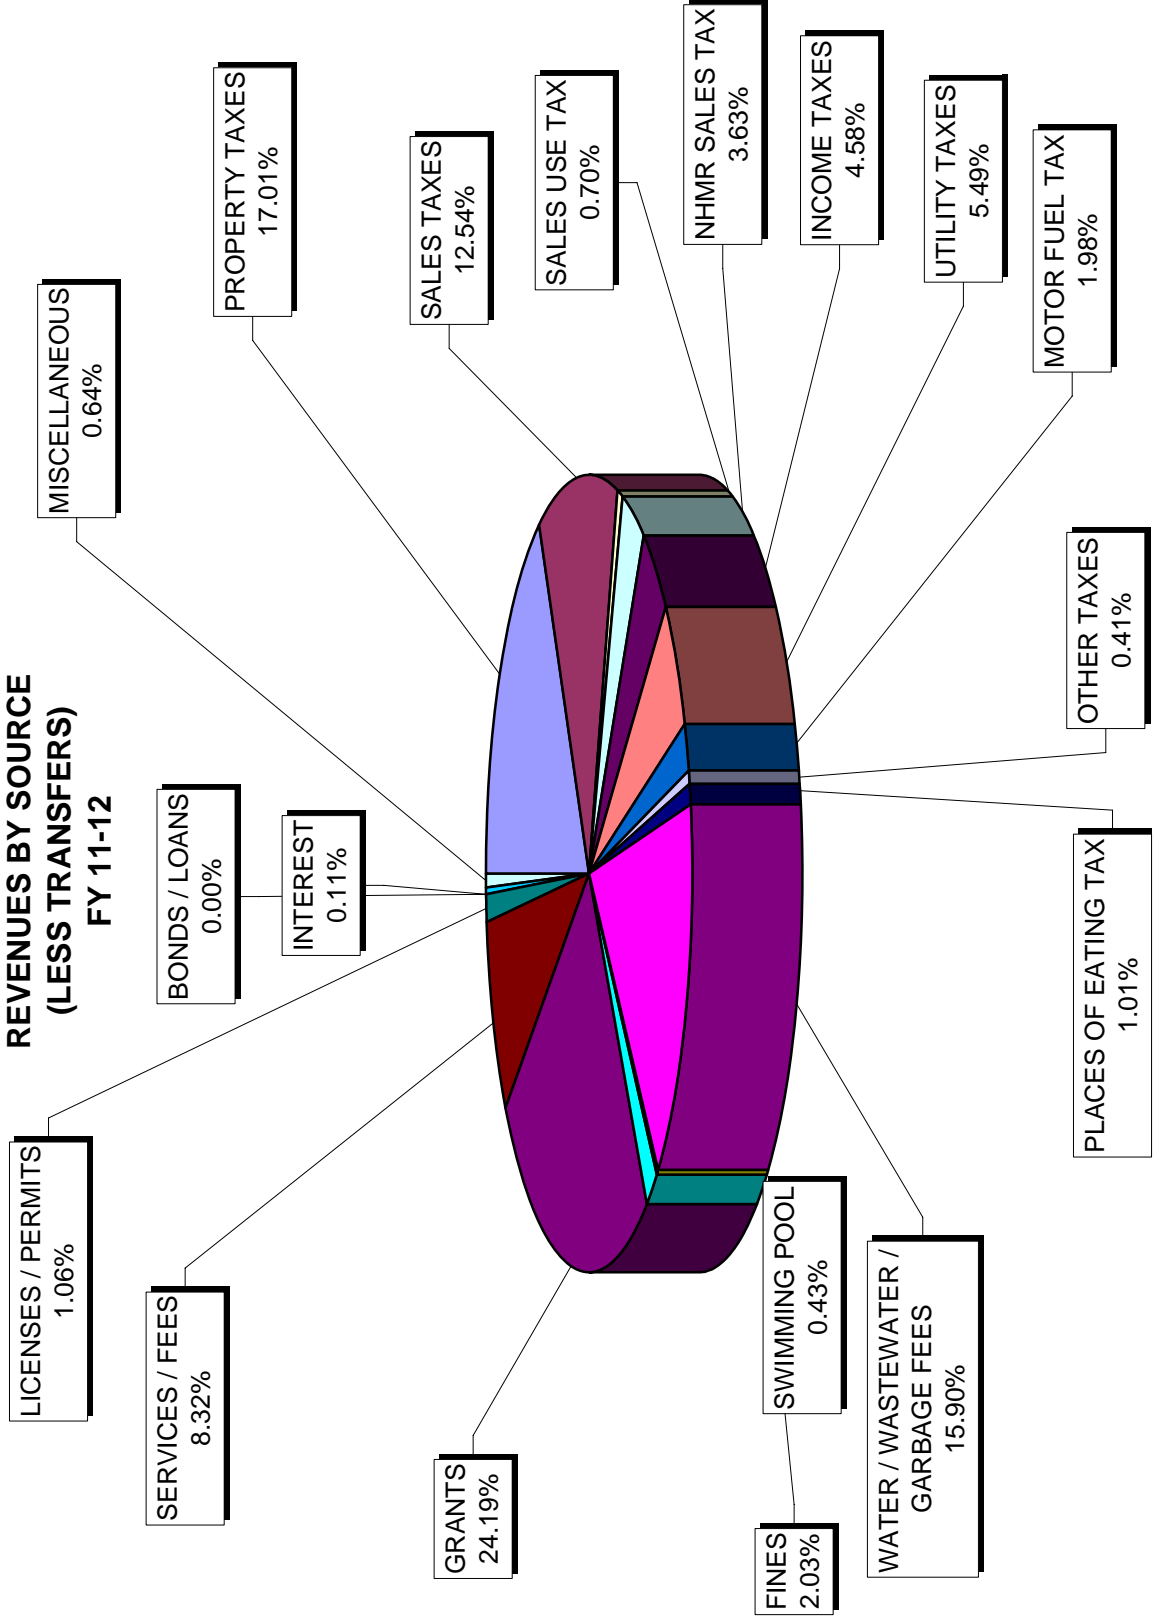 REVENUES BY SOURCE
(LESS TRANSFERS)
FY 11-12
MISCELLANEOUS
0.64%
PROPERTY TAXES
17.01%
SALES TAXES
12.54%
SALES USE TAX
0.70%
NHMR SALES TAX
3.63%
INCOME TAXES
4.58%
UTILITY TAXES
5.49%
MOTOR FUEL TAX
1.98%
OTHER TAXES
0.41%
PLACES OF EATING TAX
1.01%
WATER / WASTEWATER /
GARBAGE FEES
15.90%
SWIMMING POOL
0.43%
FINES
2.03%
GRANTS
24.19%
SERVICES / FEES
8.32%
LICENSES / PERMITS
1.06%
BONDS / LOANS
0.00%
INTEREST
0.11%